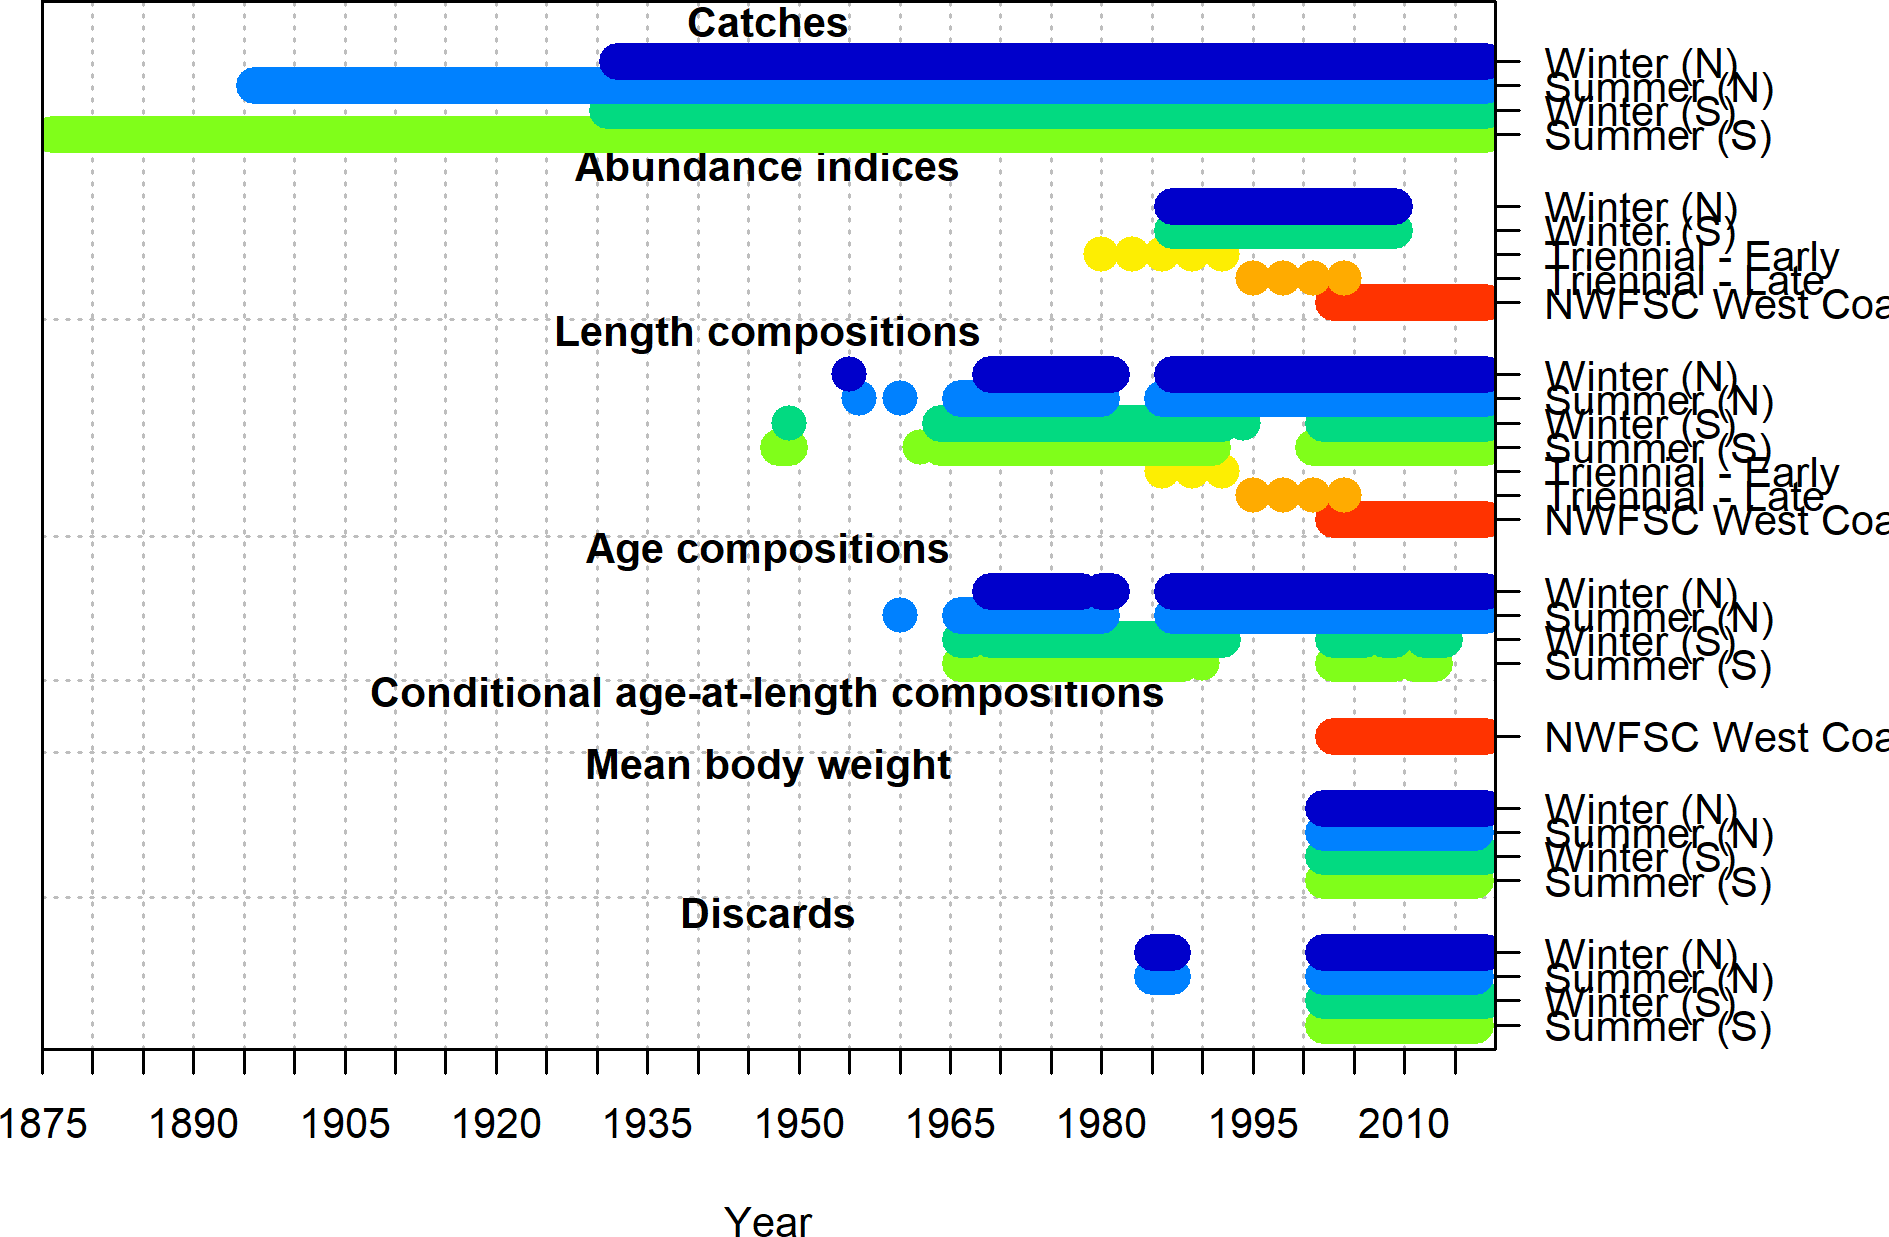 Catches
Winter (N)
Summer (N)
Winter (S)
Summer (S)
Abundance indices
Winter (N)
Winter (S)
Triennial - Early
Triennial - Late
NWFSC West Coa
Length compositions
Winter (N)
Summer (N)
Winter (S)
Summer (S)
Triennial - Early
Triennial - Late
NWFSC West Coa
Age compositions
Winter (N)
Summer (N)
Winter (S)
Summer (S)
Conditional age-at-length compositions
NWFSC West Coa
Mean body weight
Winter (N)
Summer (N)
Winter (S)
Summer (S)
Discards
Winter (N)
Summer (N)
Winter (S)
Summer (S)
1875 1890 1905 1920 1935 1950 1965 1980 1995 2010
Year